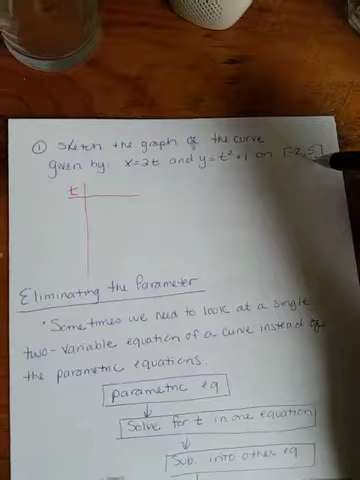 ① Sketch the graph of the curve
given by: x=2t and y=t²+1 on [-2,5]
t
Eliminating the Parameter
• Sometimes we need to look at a single
two-variable equation of a curve instead of
the parametric equations.
parametric eq
Solve for t in one equation
Sub. into other eq